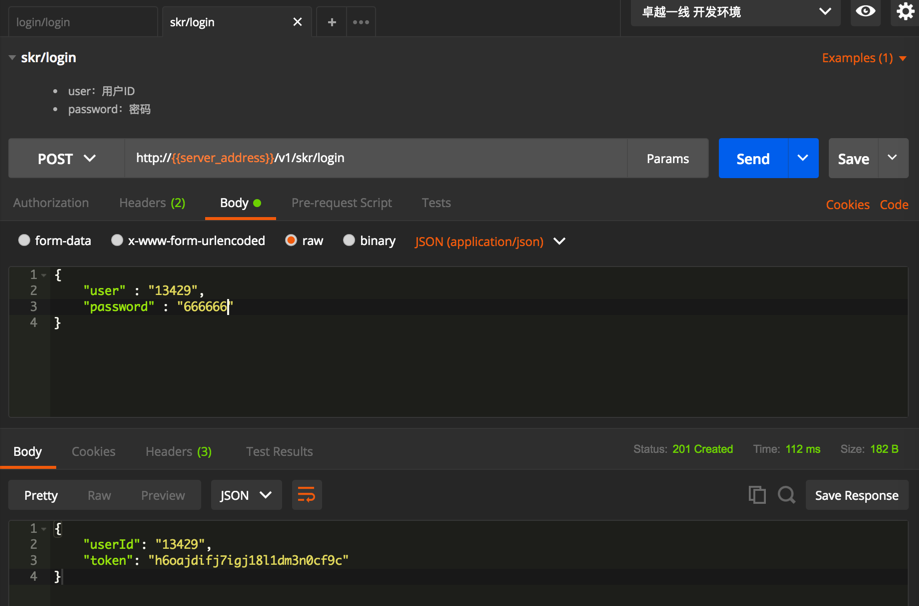 login/login
skr/login
卓越一线 开发环境
skr/login
Examples (1)
user：用户ID
password：密码
POST
http://{{server_address}}/v1/skr/login
Params
Send
Save
Authorization
Headers (2)
Body
Pre-request Script
Tests
Cookies
Code
form-data
x-www-form-urlencoded
raw
binary
JSON (application/json)
1 {
2 "user" : "13429",
3 "password" : "666666"
4 }
Body
Cookies
Headers (3)
Test Results
Status: 201 Created
Time: 112 ms
Size: 182 B
Pretty
Raw
Preview
JSON
Save Response
1 {
2 "userId": "13429",
3 "token": "h6oajdifj7igj18l1dm3n0cf9c"
4 }